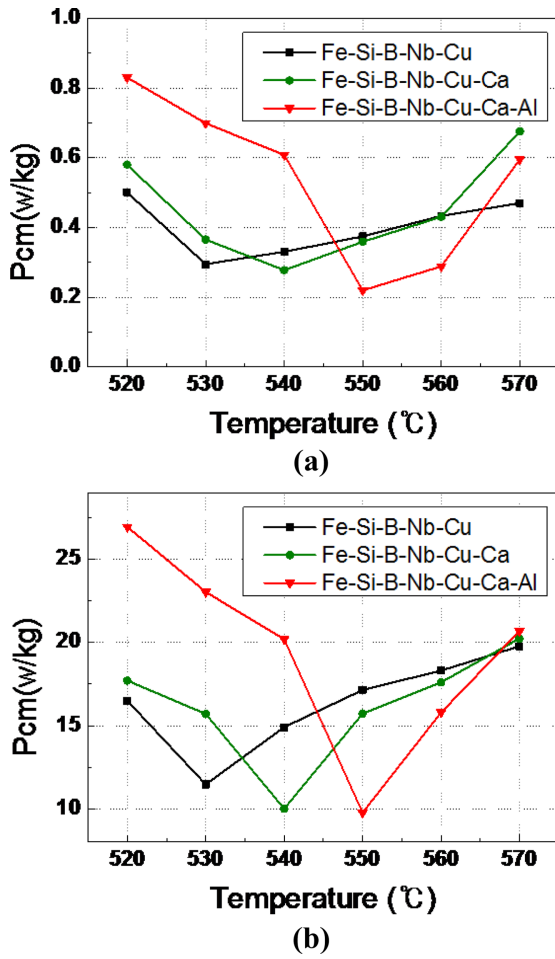 1.0
0.8
0.6
0.4
0.2
0.0
Pcm(w/kg)
Fe-Si-B-Nb-Cu
Fe-Si-B-Nb-Cu-Ca
Fe-Si-B-Nb-Cu-Ca-Al
520 530 540 550 560 570
Temperature (℃)
(a)
25
20
15
10
Pcm(w/kg)
Fe-Si-B-Nb-Cu
Fe-Si-B-Nb-Cu-Ca
Fe-Si-B-Nb-Cu-Ca-Al
520 530 540 550 560 570
Temperature (℃)
(b)